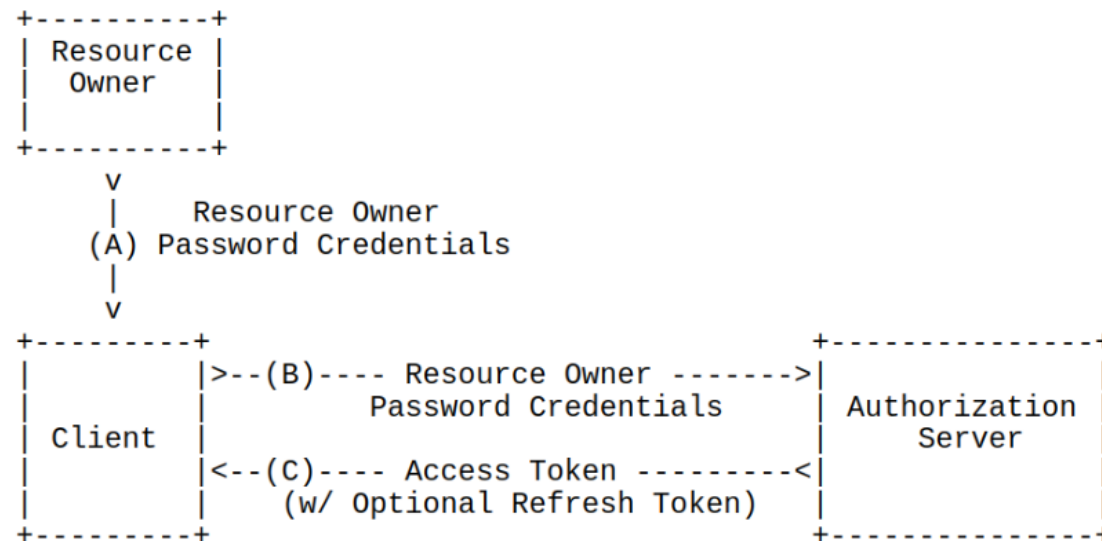 +----------+
| Resource |
|  Owner   |
|          |
+----------+
     v
     |    Resource Owner
    (A) Password Credentials
     |
     v
+---------+                                  +---------------+
|         |>--(B)---- Resource Owner ------->|               |
|         |         Password Credentials     | Authorization |
| Client  |                                  |     Server    |
|         |<--(C)---- Access Token ---------<|               |
|         |    (w/ Optional Refresh Token)   |               |
+---------+                                  +---------------+